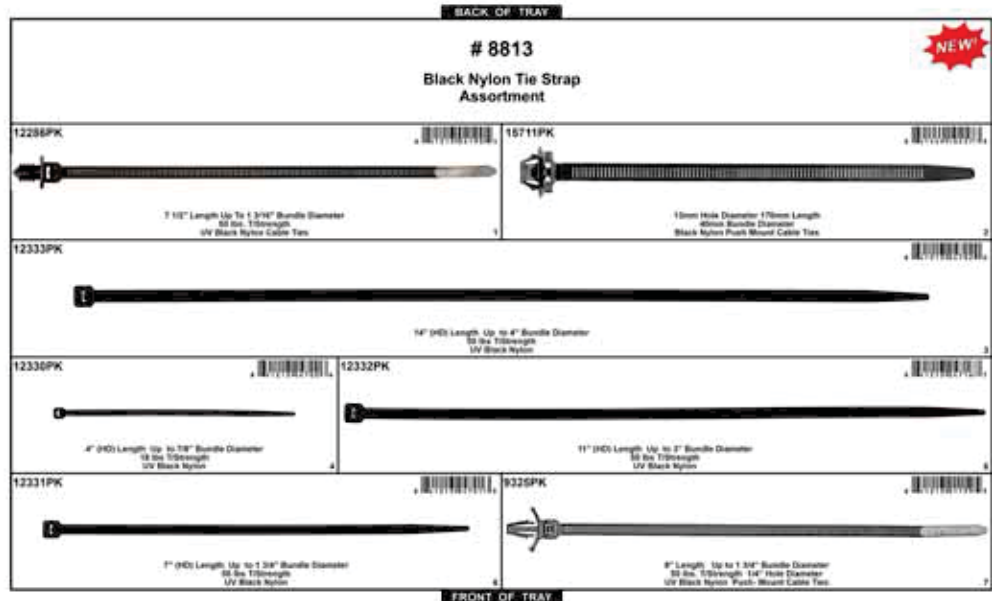 BACK OF TRAY
# 8813
NEW!
Black Nylon Tie Strap
Assortment
12286PK
7 1/2" Length Up To 1 3/16" Bundle Diameter
50 lbs. T/Strength
UV Black Nylon Cable Ties
1
15711PK
Hole Diameter 170mm Length
Bundle Diameter
Black Nylon Push Mount Cable Ties
2
12333PK
14" (HD) Length Up to 4" Bundle Diameter
50 lbs T/Strength
UV Black Nylon
3
12330PK
4" (HD) Length Up to 7/8" Bundle Diameter
18 lbs T/Strength
UV Black Nylon
4
12332PK
11" (HD) Length Up to 3" Bundle Diameter
50 lbs T/Strength
UV Black Nylon
5
12331PK
7" (HD) Length Up to 1 3/4" Bundle Diameter
50 lbs T/Strength
UV Black Nylon
6
9325PK
8" Length Up to 1 3/4" Bundle Diameter
50 lbs. T/Strength 1/4" Hole Diameter
UV Black Nylon Push- Mount Cable Ties
7
FRONT OF TRAY